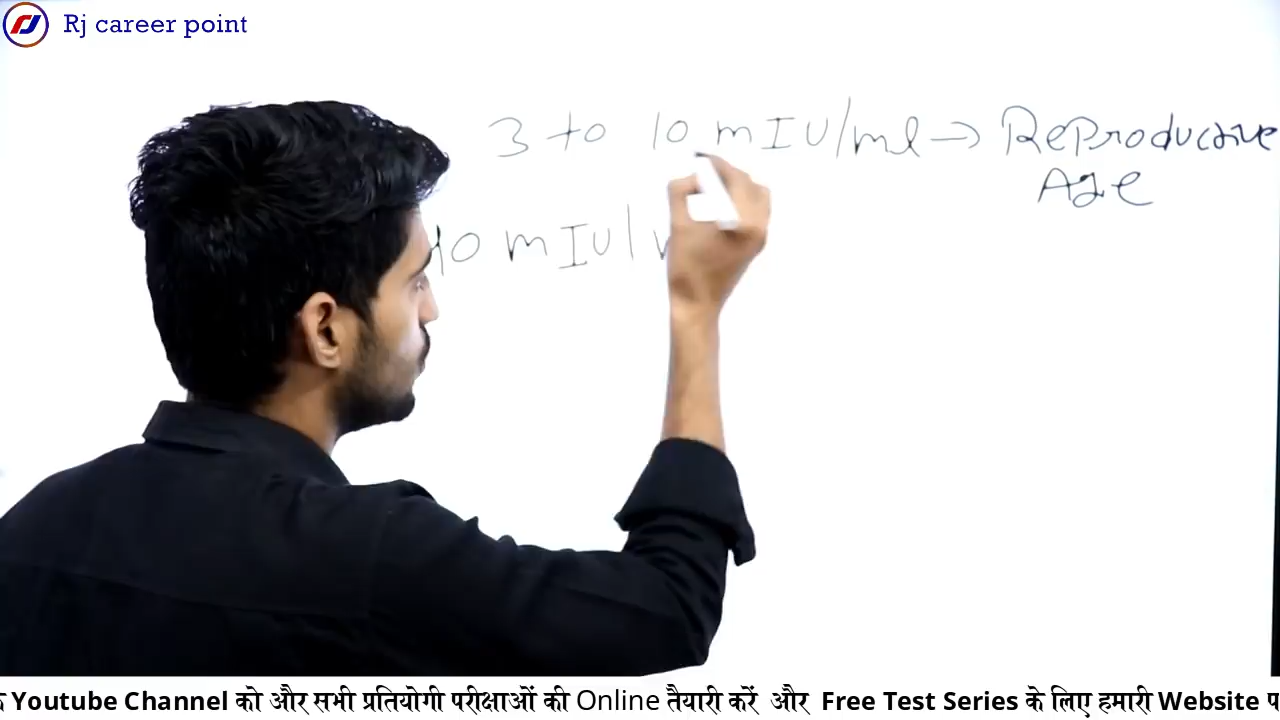 Rj career point
3 to 10 mIU/ml → Reproductive
Age
40 mIU/
Youtube Channel को और सभी प्रतियोगी परीक्षाओं की Online तैयारी करें और Free Test Series के लिए हमारी Website